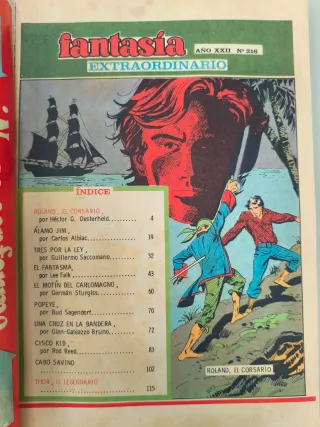 fantasía
AÑO XXII Nº 216
EXTRAORDINARIO
ÍNDICE
ROLAND, EL CORSARIO,
por Héctor G. Oesterheld......... 4
ÁLAMO JIM,
por Carlos Albiac............ 19
TRES POR LA LEY,
por Guillermo Saccomano........ 32
EL FANTASMA,
por Lee Falk............ 43
EL MOTÍN DEL CARLOMAGNO,
por Germán Sturgiss......... 60
POPEYE,
por Bud Sagendorf......... 70
UNA CRUZ EN LA BANDERA,
por Gian-Galeazzo Bruno....... 72
CISCO KID,
por Rod Reed............ 83
CABO SAVINO
................ 102
THOR, EL LEGENDARIO
................ 115
ROLAND, EL CORSARIO